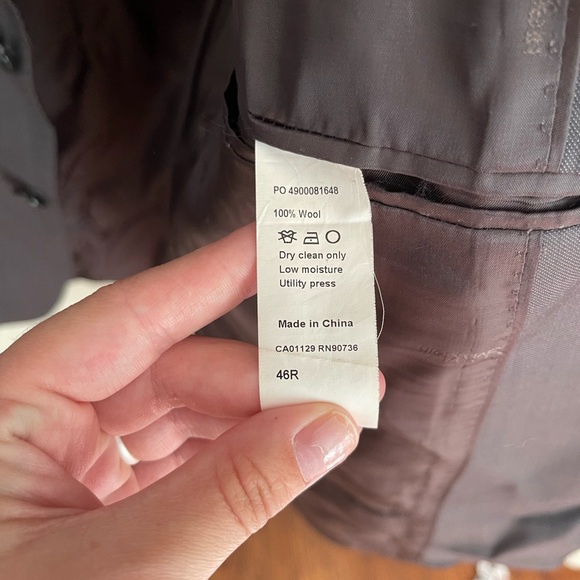 PO 4900081648
100% Wool
Dry clean only
Low moisture
Utility press
Made in China
CA01129 RN90736
46R